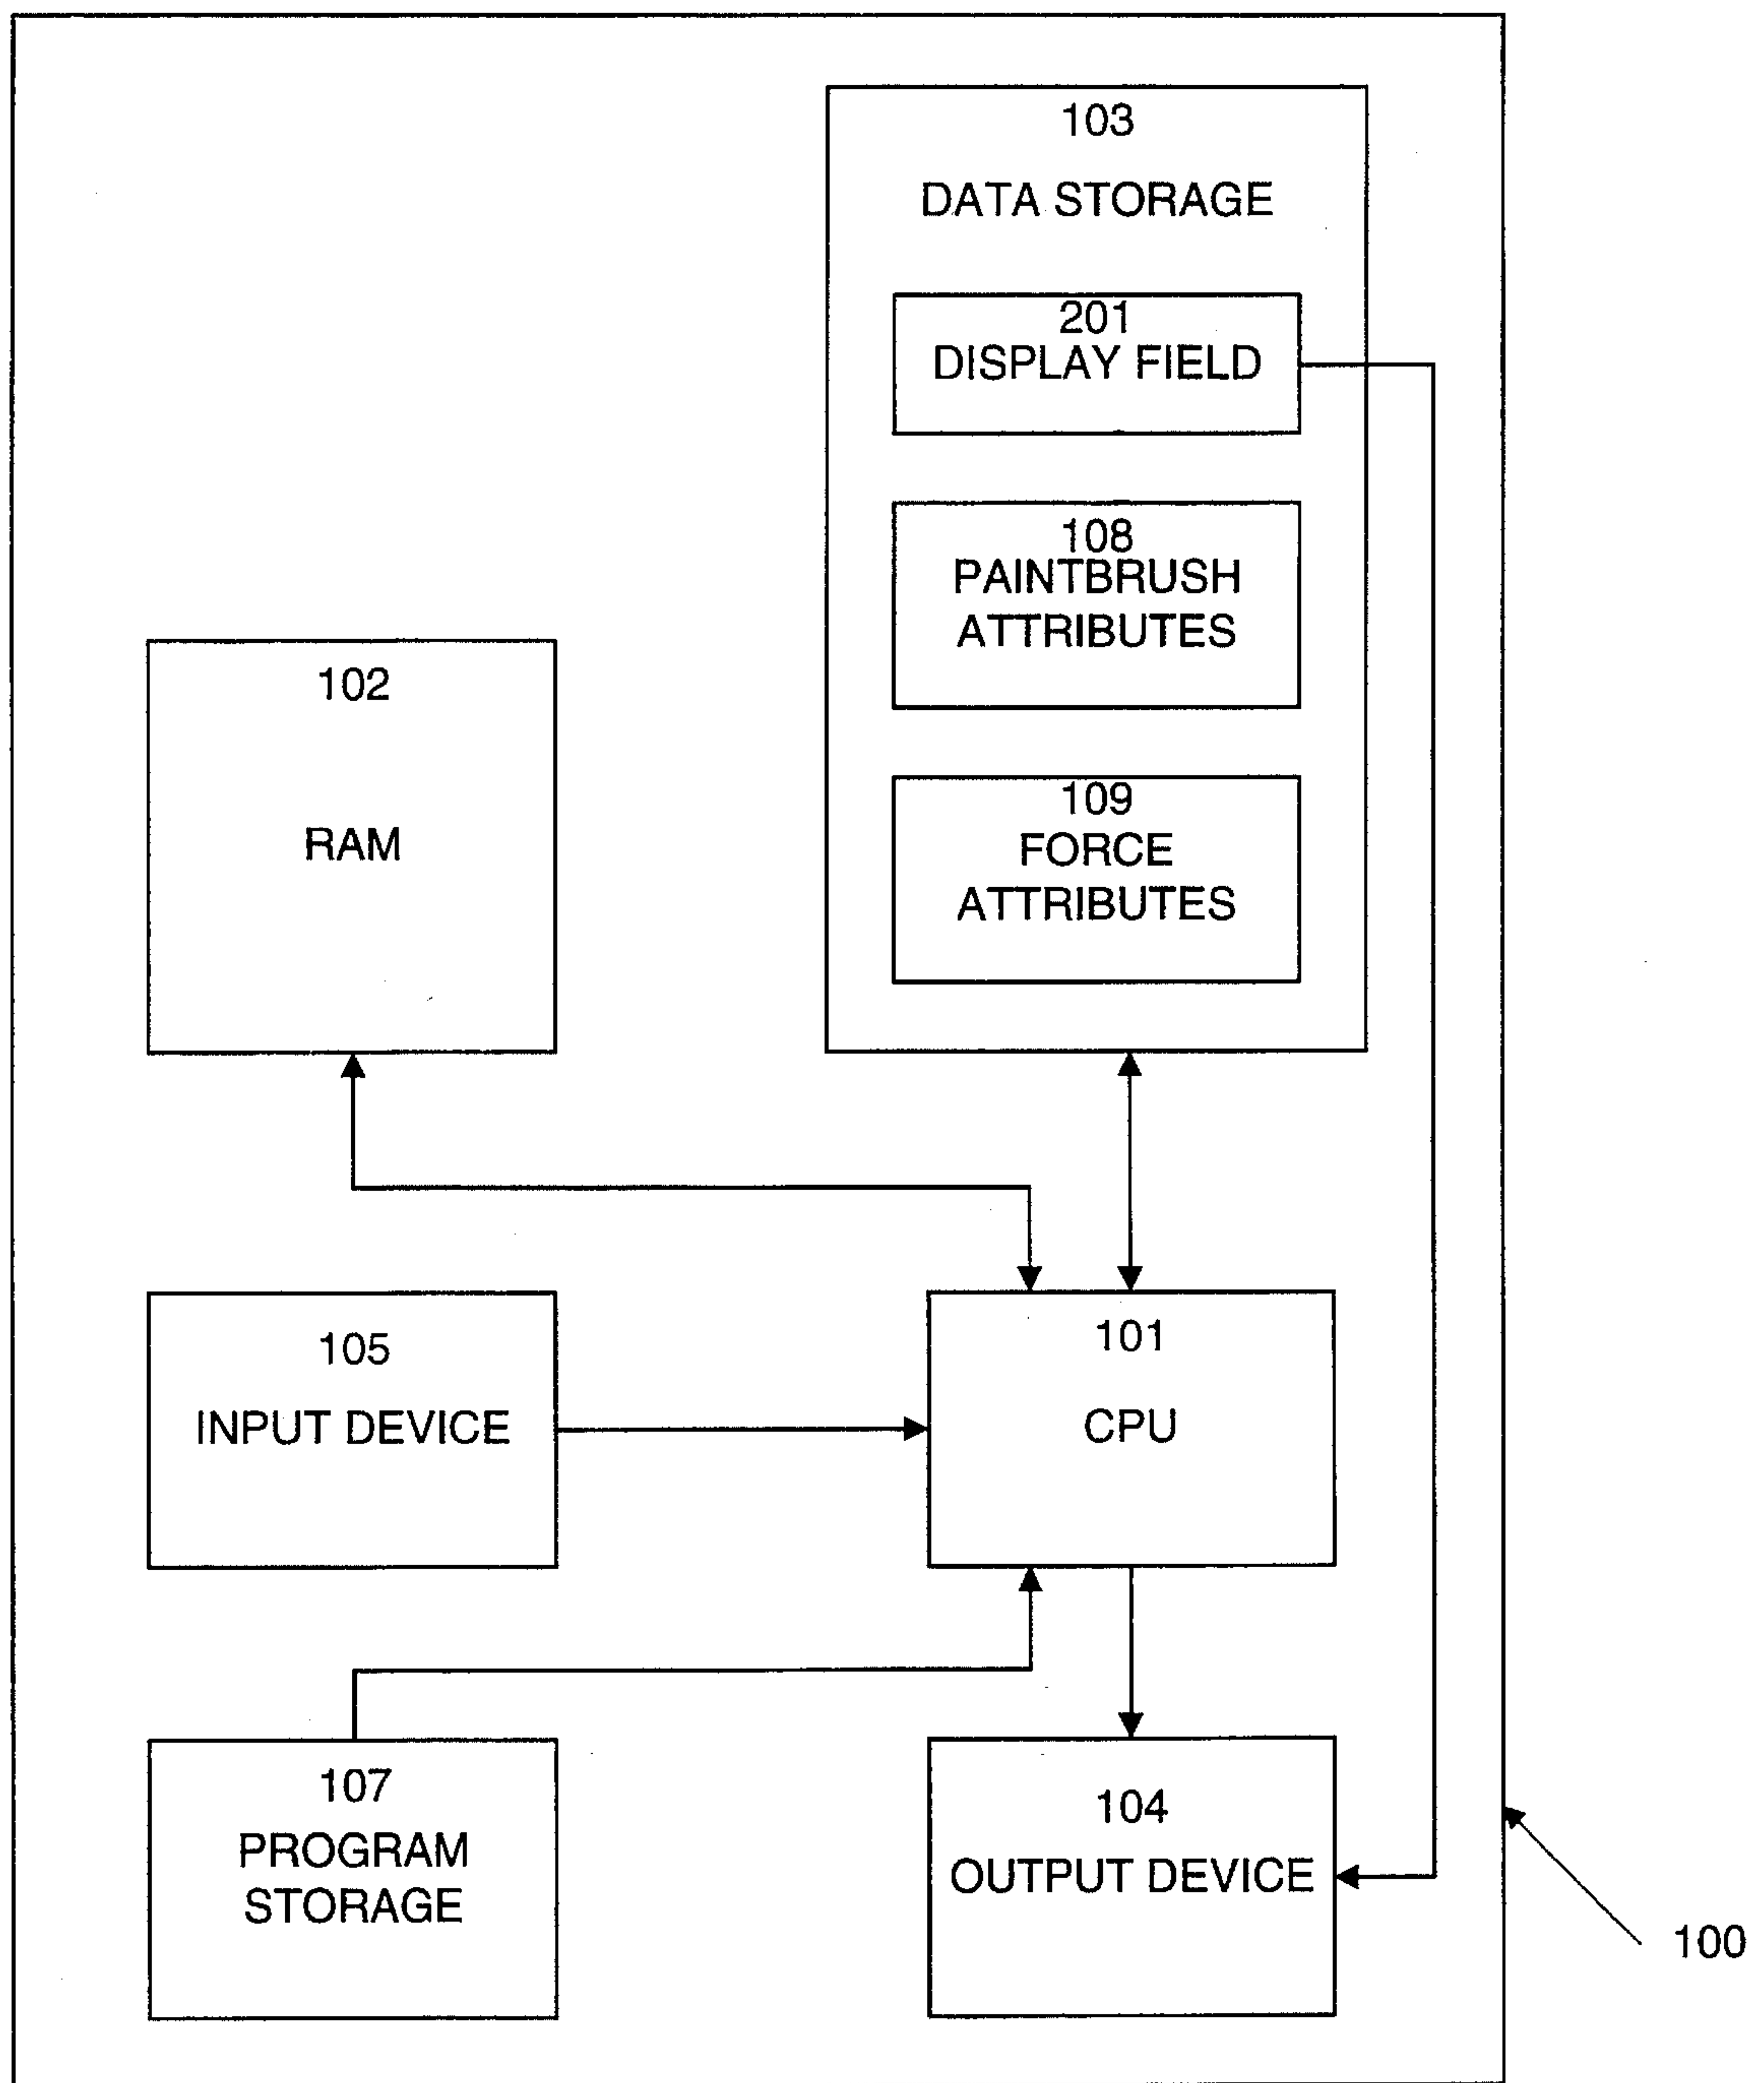 103
DATA STORAGE
201
DISPLAY FIELD
108
PAINTBRUSH
ATTRIBUTES
109
FORCE
ATTRIBUTES
102
RAM
105
INPUT DEVICE
101
CPU
107
PROGRAM
STORAGE
104
OUTPUT DEVICE
100